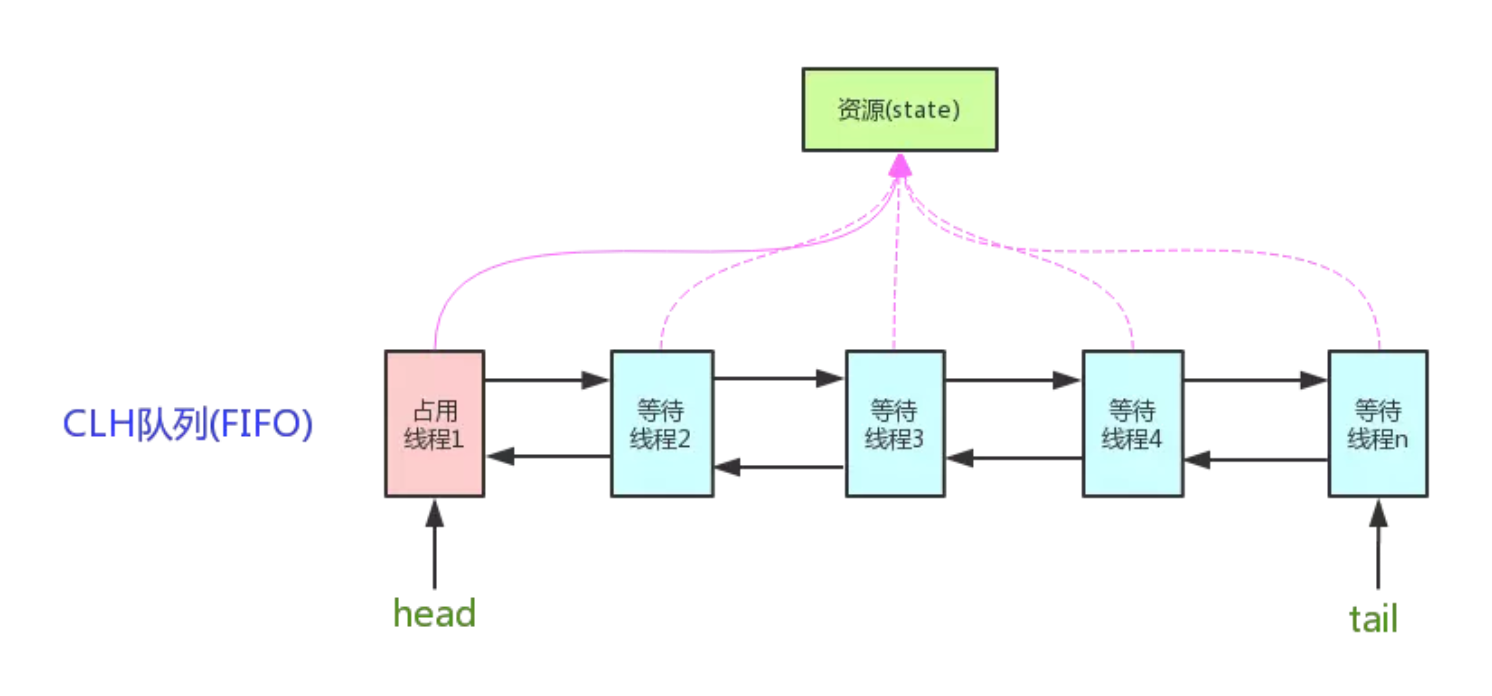 资源(state)
CLH队列(FIFO)
占用
线程1
等待
线程2
等待
线程3
等待
线程4
等待
线程n
head
tail